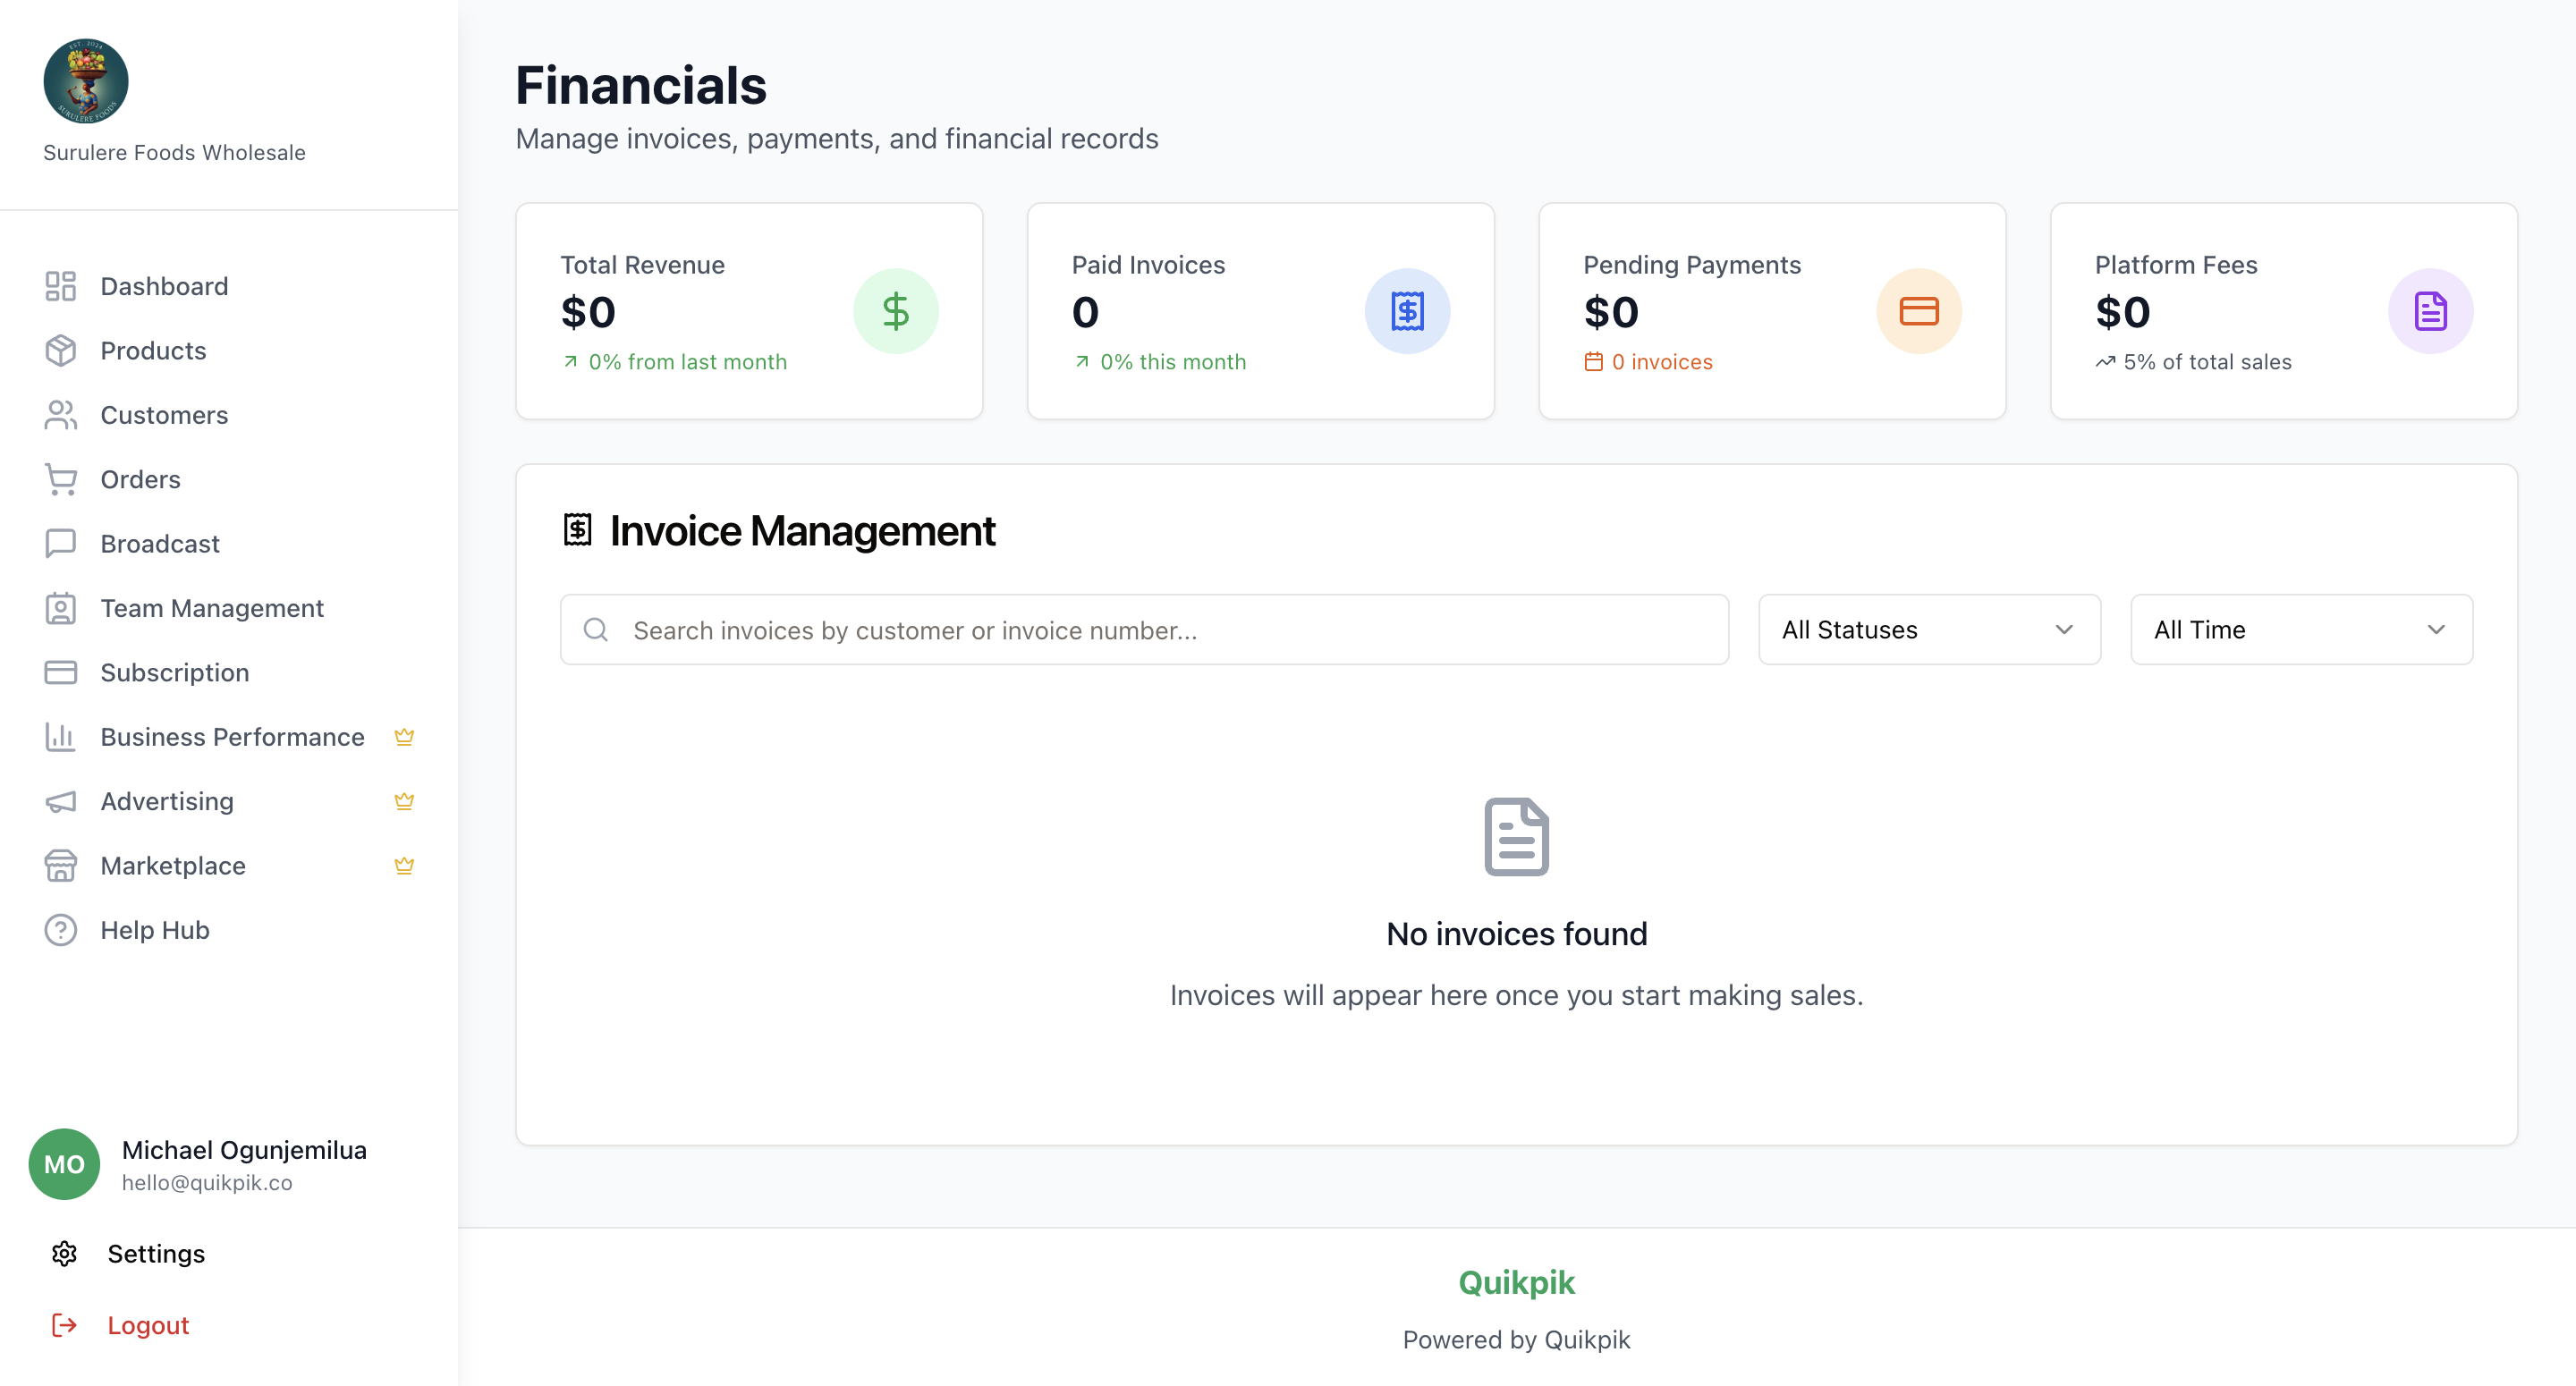 EST. 2024
SURULERE FOODS
Surulere Foods Wholesale
Dashboard
Products
Customers
Orders
Broadcast
Team Management
Subscription
Business Performance
Advertising
Marketplace
Help Hub
MO
Michael Ogunjemilua
hello@quikpik.co
Settings
Logout
Financials
Manage invoices, payments, and financial records
Total Revenue
$0
0% from last month
Paid Invoices
0
0% this month
Pending Payments
$0
0 invoices
Platform Fees
$0
5% of total sales
Invoice Management
Search invoices by customer or invoice number...
All Statuses
All Time
No invoices found
Invoices will appear here once you start making sales.
Quikpik
Powered by Quikpik